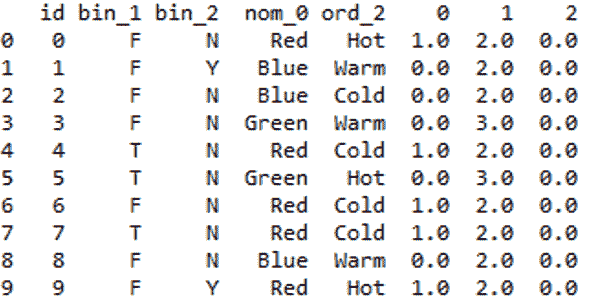 id bin_1 bin_2 nom_0 ord_2 0 1 2
0 0 F N Red Hot 1.0 2.0 0.0
1 1 F Y Blue Warm 0.0 2.0 0.0
2 2 F N Blue Cold 0.0 2.0 0.0
3 3 F N Green Warm 0.0 3.0 0.0
4 4 T N Red Cold 1.0 2.0 0.0
5 5 T N Green Hot 0.0 3.0 0.0
6 6 F N Red Cold 1.0 2.0 0.0
7 7 T N Red Cold 1.0 2.0 0.0
8 8 F N Blue Warm 0.0 2.0 0.0
9 9 F Y Red Hot 1.0 2.0 0.0